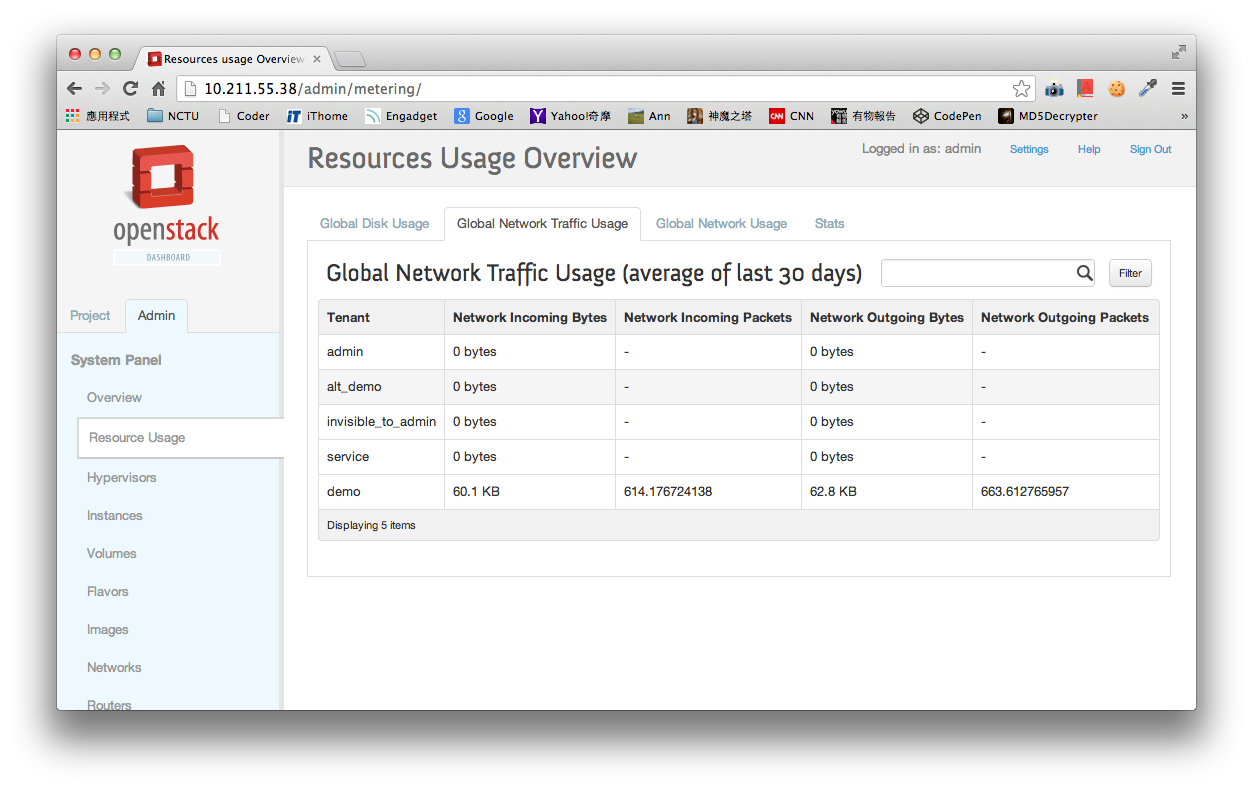 Resources usage Overview
10.211.55.38/admin/metering/
應用程式 NCTU Coder iThome Engadget Google Yahoo!奇摩 Ann 神魔之塔 CNN 有物報告 CodePen MD5Decrypter »
openstack
DASHBOARD
Project Admin
System Panel
Overview
Resource Usage
Hypervisors
Instances
Volumes
Flavors
Images
Networks
Routers
Resources Usage Overview
Logged in as: admin Settings Help Sign Out
Global Disk Usage Global Network Traffic Usage Global Network Usage Stats
Global Network Traffic Usage (average of last 30 days) Filter
Tenant Network Incoming Bytes Network Incoming Packets Network Outgoing Bytes Network Outgoing Packets
admin 0 bytes - 0 bytes -
alt_demo 0 bytes - 0 bytes -
invisible_to_admin 0 bytes - 0 bytes -
service 0 bytes - 0 bytes -
demo 60.1 KB 614.176724138 62.8 KB 663.612765957
Displaying 5 items